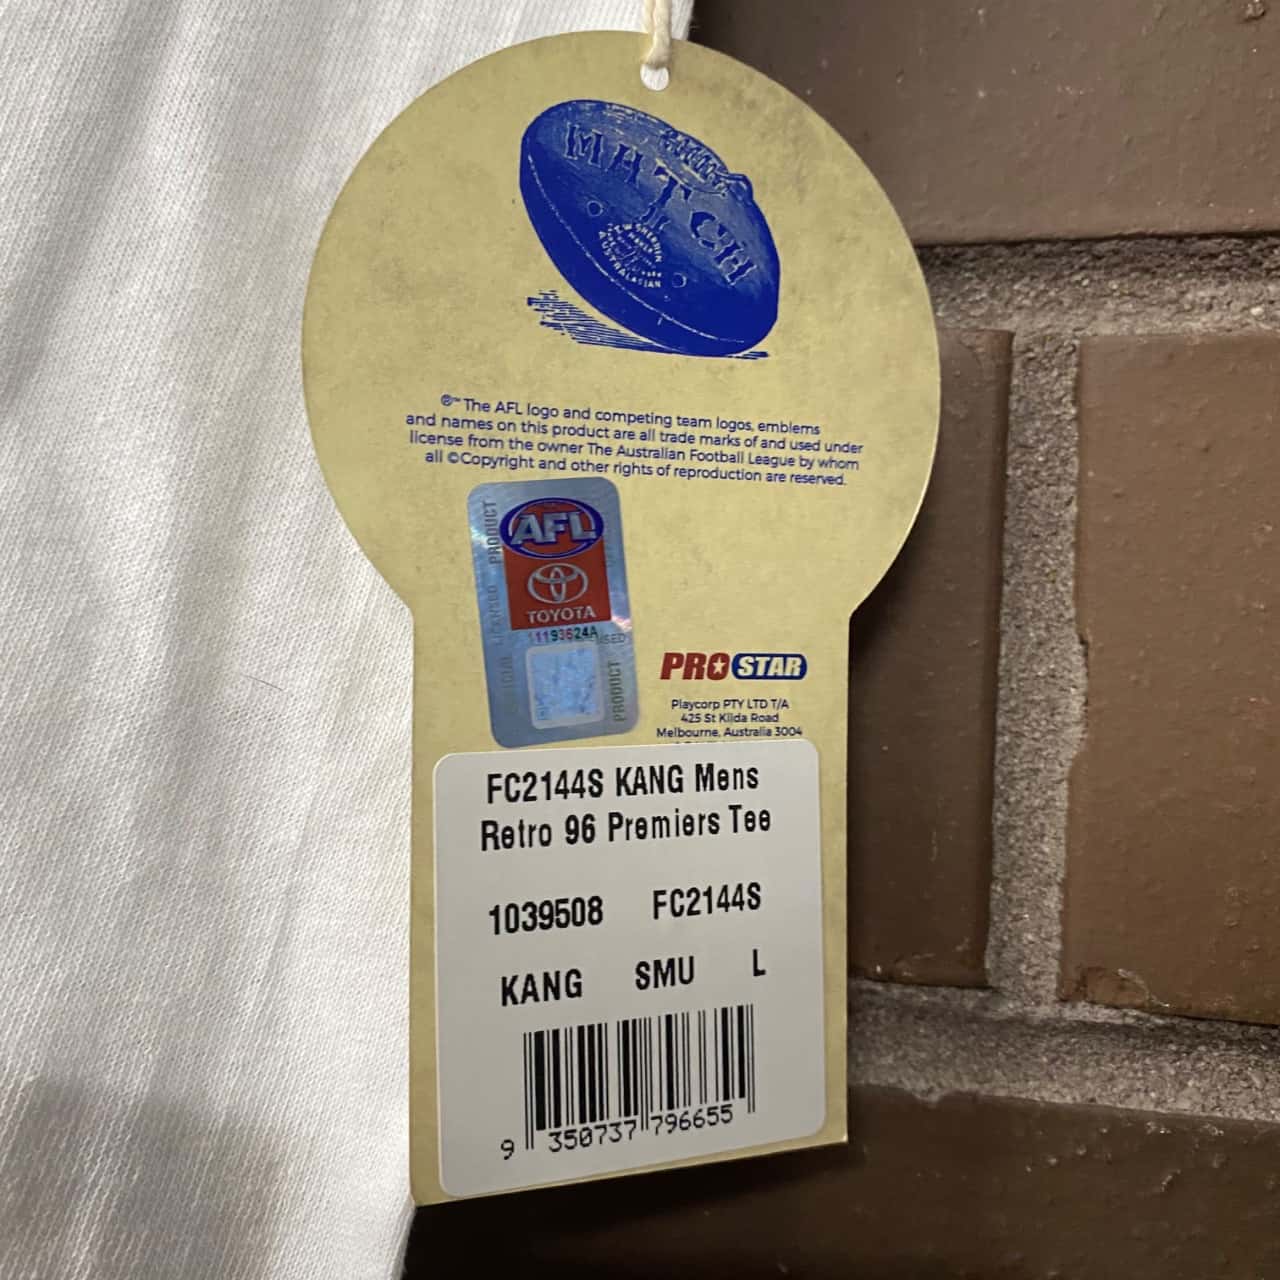 MATCH
T.W SHERRIN
AUSTRALASIAN
®™ The AFL logo and competing team logos, emblems
and names on this product are all trade marks of and used under
license from the owner The Australian Football League by whom
all ©Copyright and other rights of reproduction are reserved.
AFL
TOYOTA
11193624A
OFFICIAL LICENSED PRODUCT
PRODUCT
PRO STAR
Playcorp PTY LTD T/A
425 St Kilda Road
Melbourne, Australia 3004
FC2144S KANG Mens
Retro 96 Premiers Tee
1039508 FC2144S
KANG SMU L
9 350737 796655